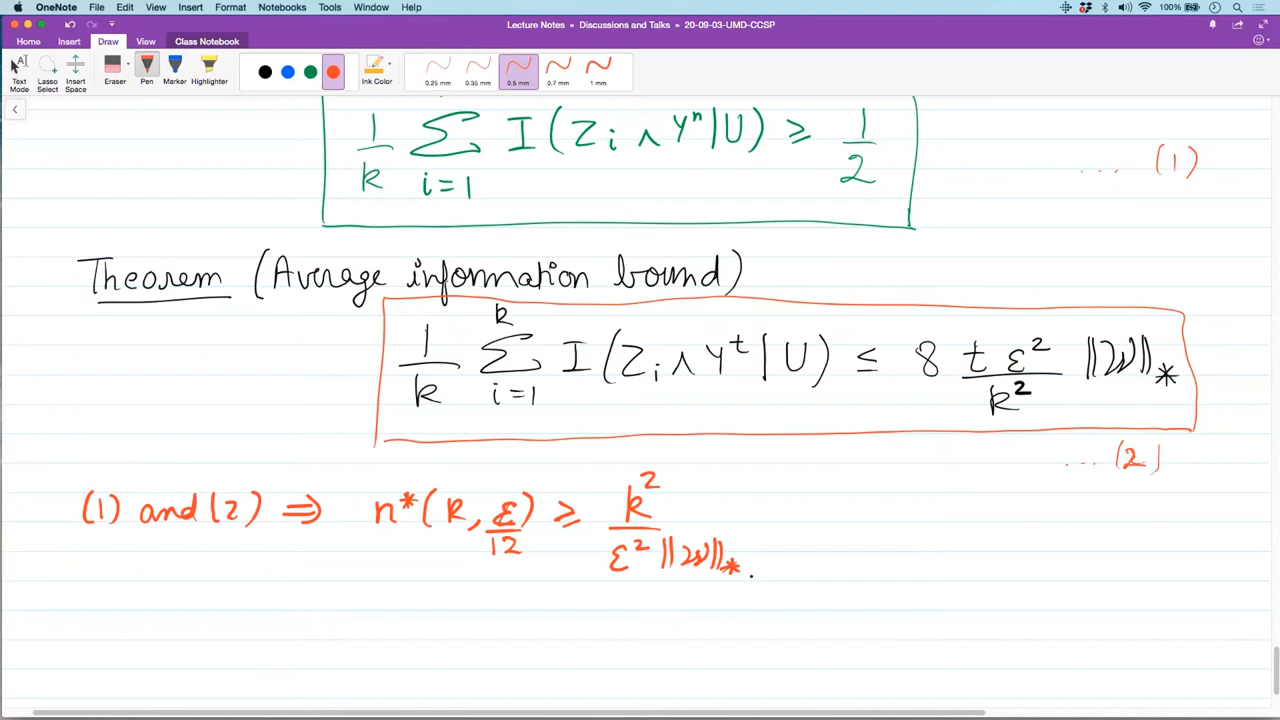 OneNote File Edit View Insert Format Notebooks Tools Window Help 100%
Lecture Notes » Discussions and Talks » 20-09-03-UMD-CCSP
Home Insert Draw View Class Notebook
Text Mode Lasso Select Insert Space Eraser Pen Marker Highlighter Ink Color 0.25 mm 0.35 mm 0.5 mm 0.7 mm 1 mm
1/k ∑ i=1 I(Z_i ∧ Y^n | U) ≥ 1/2 .... (1)
Theorem (Average information bound)
1/k ∑_{i=1}^{k} I(Z_i ∧ Y^t | U) ≤ 8 t ε²/k² ||𝒲||_*
... (2)
(1) and (2) ⇒ n*(k, ε/12) ≥ k²/(ε² ||𝒲||_*) .